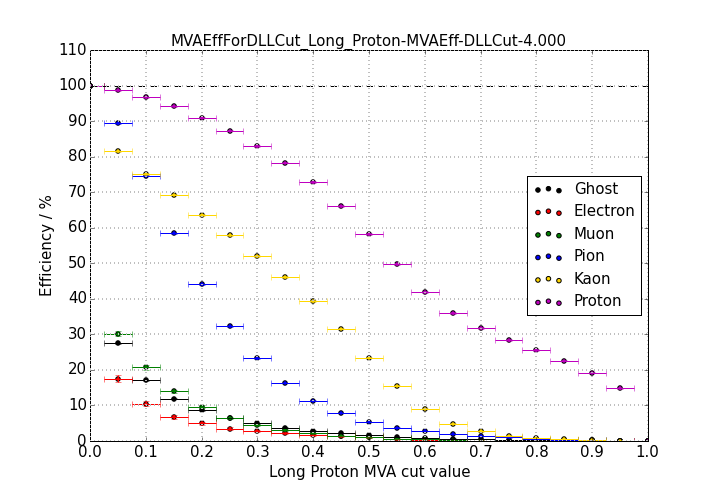 MVAEffForDLLCut_Long_Proton-MVAEff-DLLCut-4.000
110
100
90
80
70
60
50
40
30
20
10
0
Efficiency / %
Ghost
Electron
Muon
Pion
Kaon
Proton
0.0 0.1 0.2 0.3 0.4 0.5 0.6 0.7 0.8 0.9 1.0
Long Proton MVA cut value